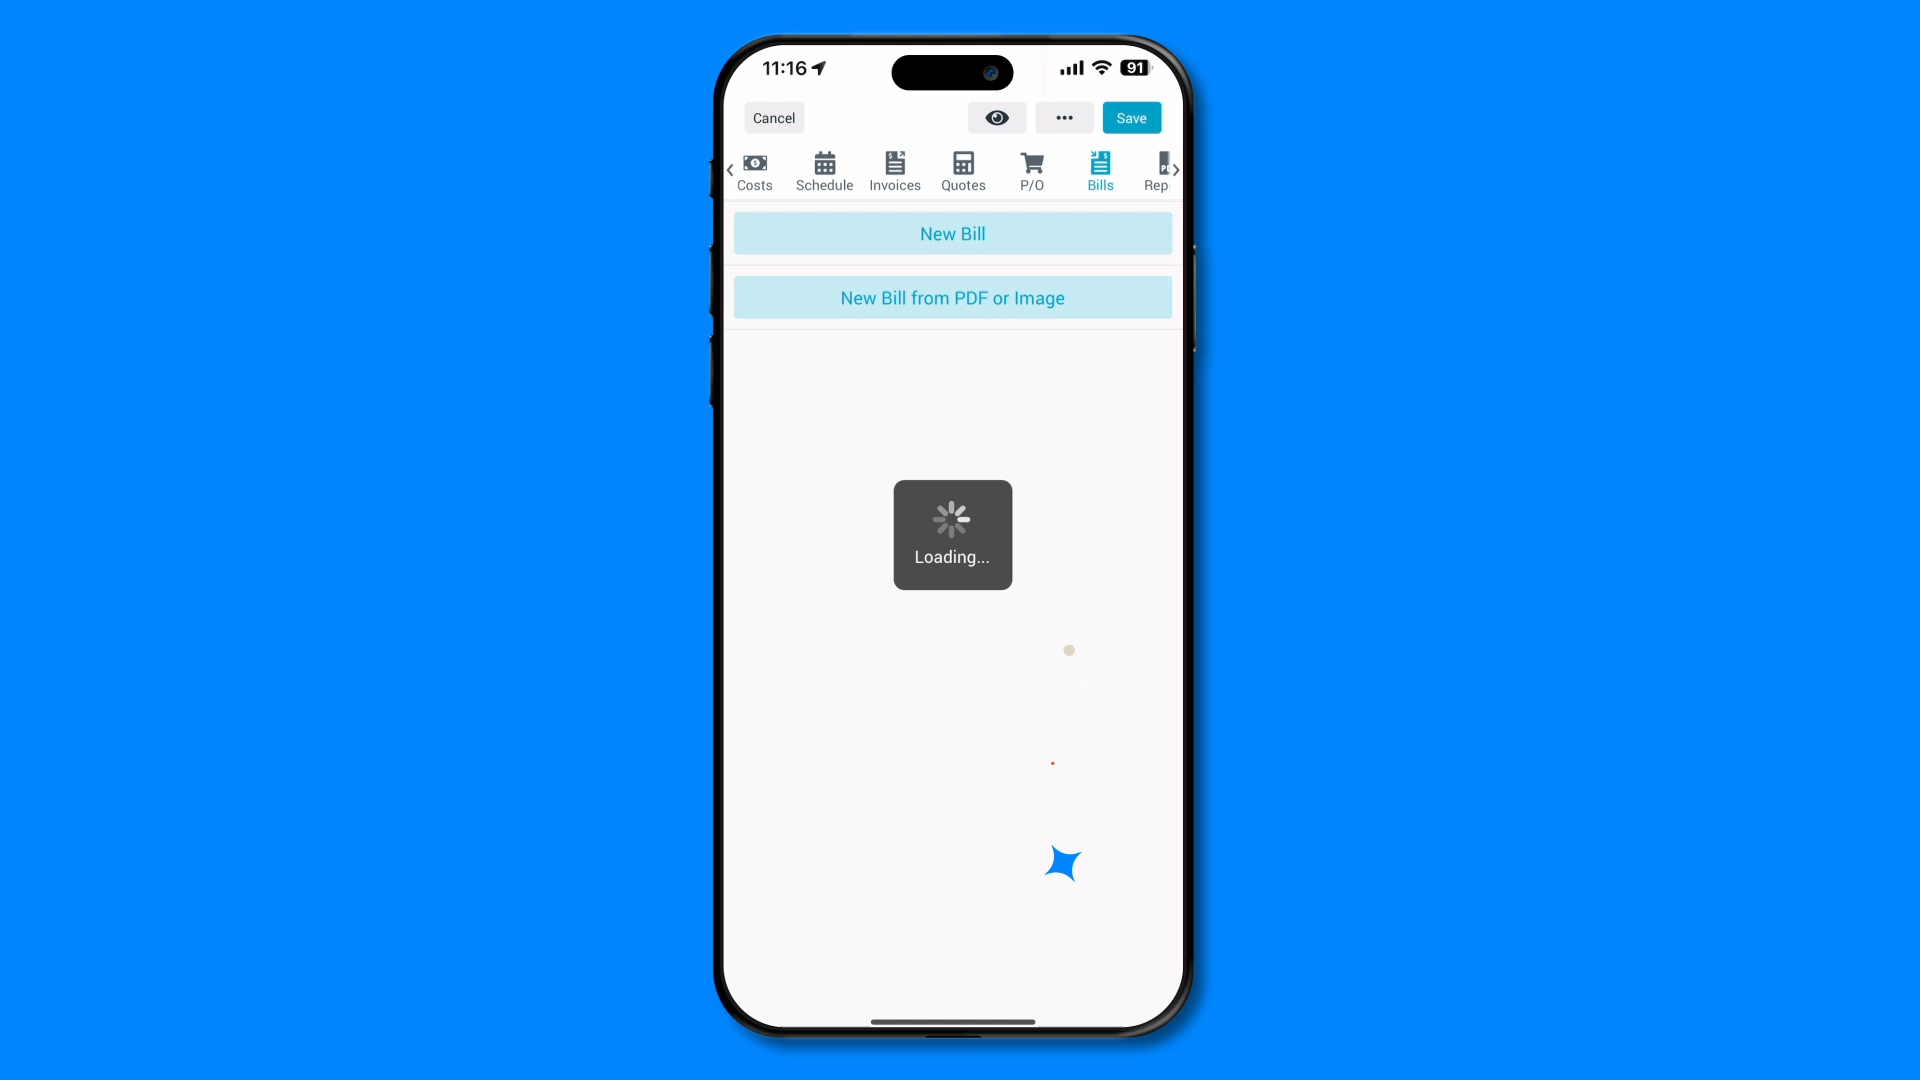 11:16
91
Cancel
Save
Costs Schedule Invoices Quotes P/O Bills Rep
New Bill
New Bill from PDF or Image
Loading...